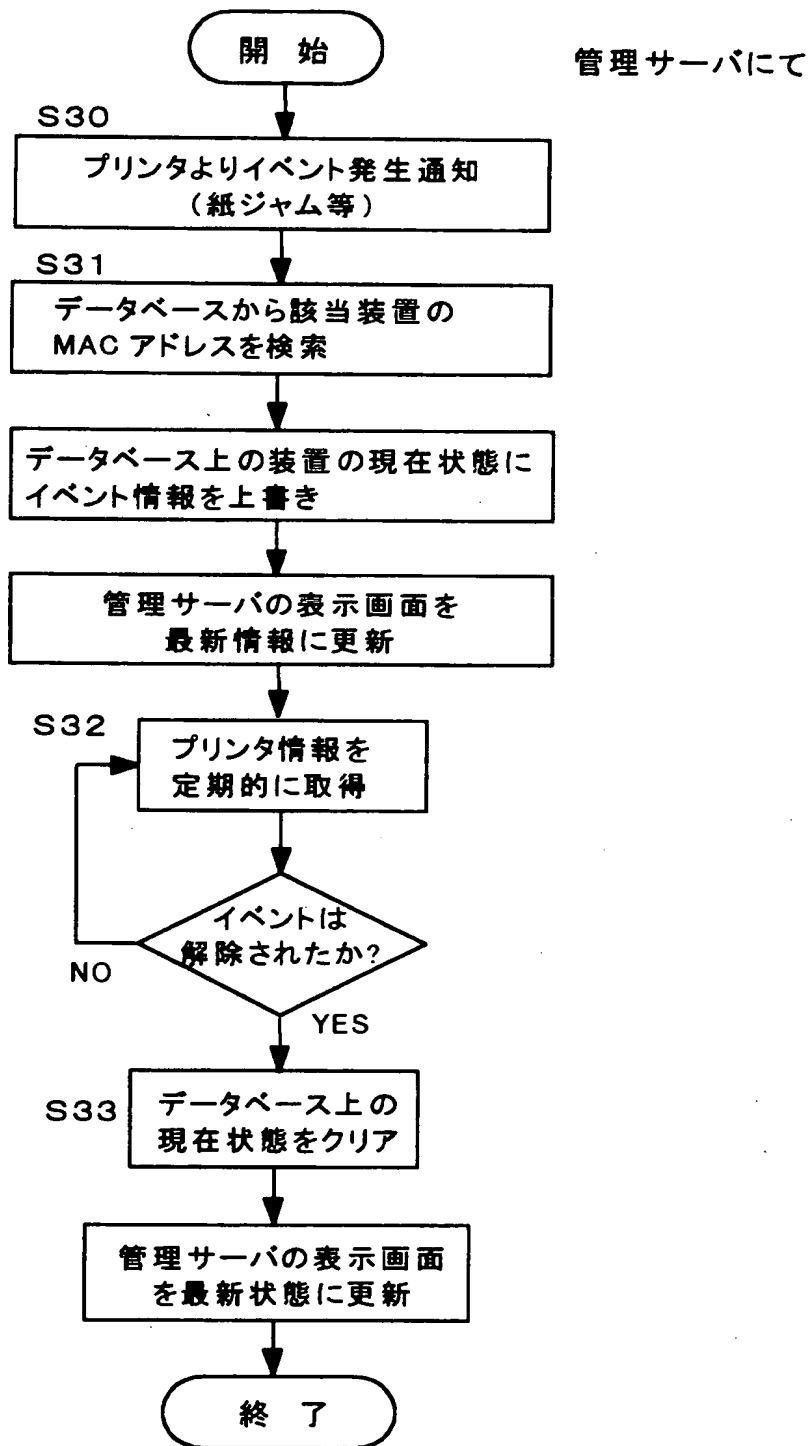 開 始
管理サーバにて
S30
プリンタよりイベント発生通知
(紙ジャム等)
S31
データベースから該当装置の
MAC アドレスを検索
データベース上の装置の現在状態に
イベント情報を上書き
管理サーバの表示画面を
最新情報に更新
S32
プリンタ情報を
定期的に取得
イベントは
解除されたか?
NO
YES
S33
データベース上の
現在状態をクリア
管理サーバの表示画面
を最新状態に更新
終 了